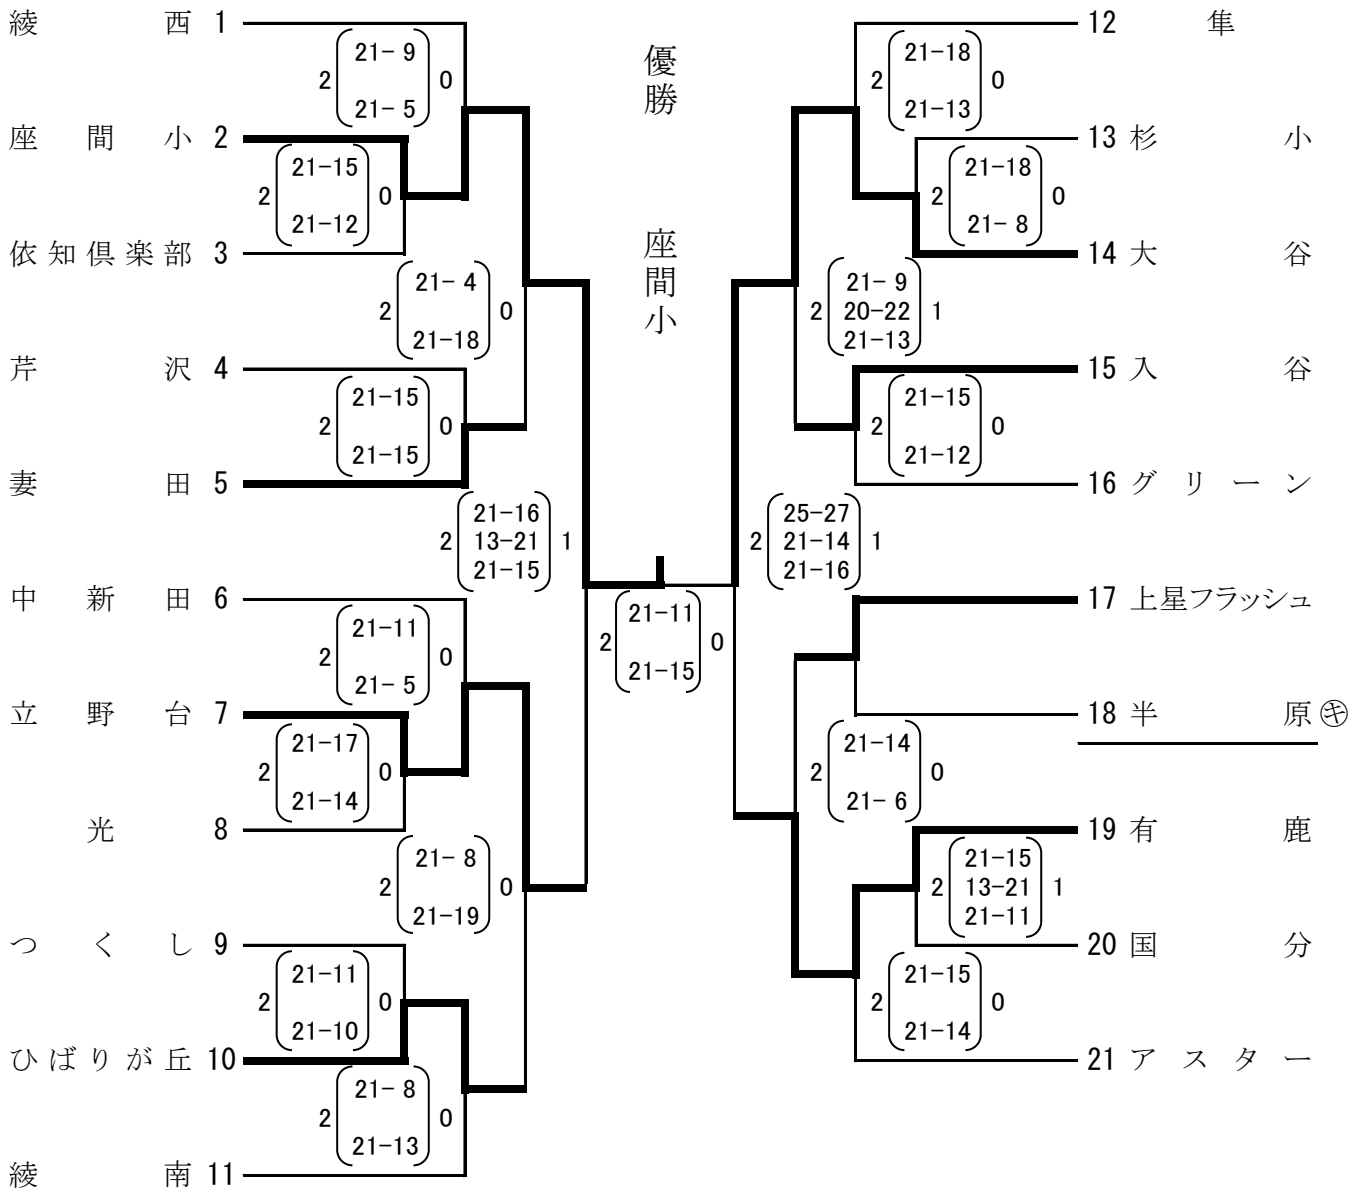 綾西 1
2 21- 9 0
21- 5
座間小 2
2 21-15 0
21-12
依知倶楽部 3
2 21- 4 0
21-18
芹沢 4
2 21-15 0
21-15
妻田 5
2 21-16 1
13-21
21-15
中新田 6
2 21-11 0
21- 5
立野台 7
2 21-17 0
21-14
光 8
2 21- 8 0
21-19
つくし 9
2 21-11 0
21-10
ひばりが丘 10
2 21- 8 0
21-13
綾南 11
優勝
座間小
2 21-11 0
21-15
12 隼
2 21-18 0
21-13
13 杉小
2 21-18 0
21- 8
14 大谷
2 21- 9 1
20-22
21-13
15 入谷
2 21-15 0
21-12
16 グリーン
2 25-27 1
21-14
21-16
17 上星フラッシュ
18 半原 ㋖
2 21-14 0
21- 6
19 有鹿
2 21-15 1
13-21
21-11
20 国分
2 21-15 0
21-14
21 アスター